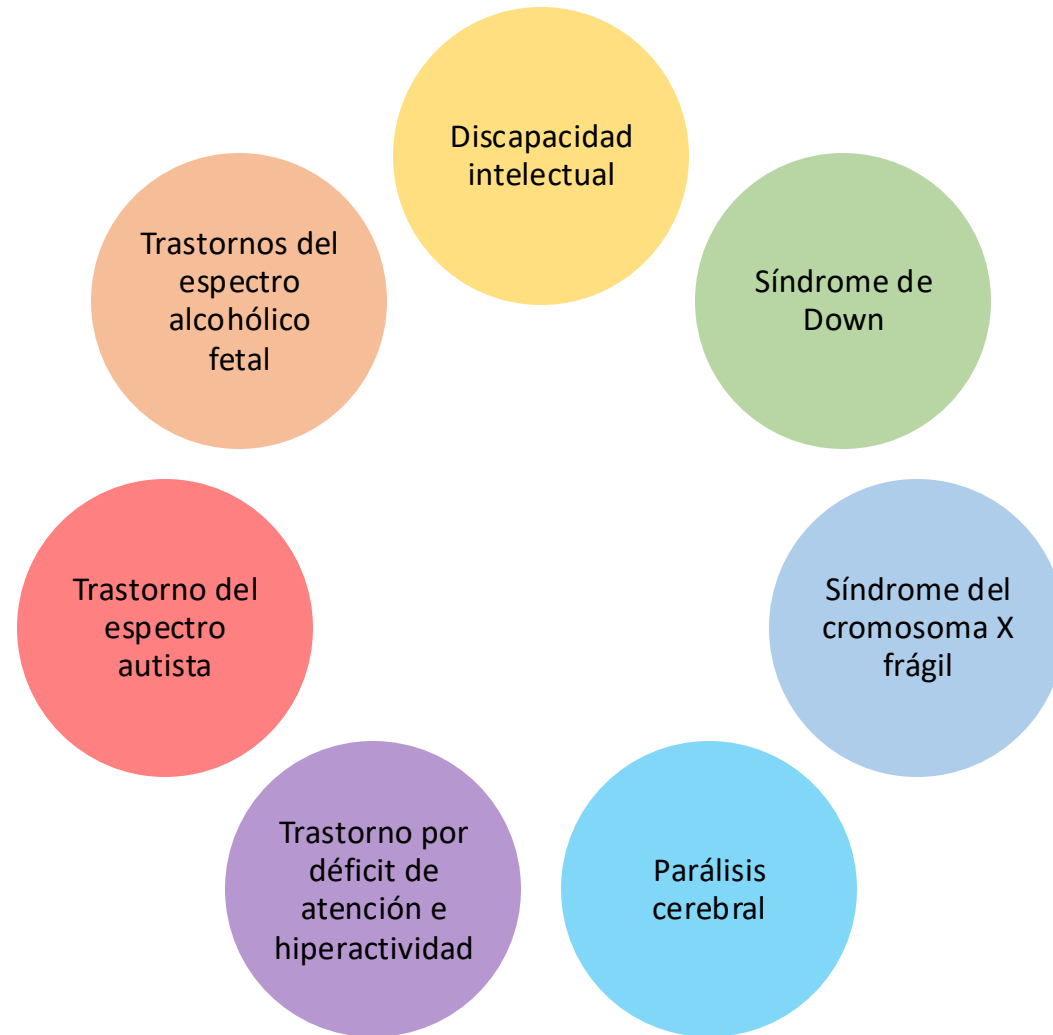 Discapacidad
intelectual
Síndrome de
Down
Síndrome del
cromosoma X
frágil
Parálisis
cerebral
Trastorno por
déficit de
atención e
hiperactividad
Trastorno del
espectro
autista
Trastornos del
espectro
alcohólico
fetal